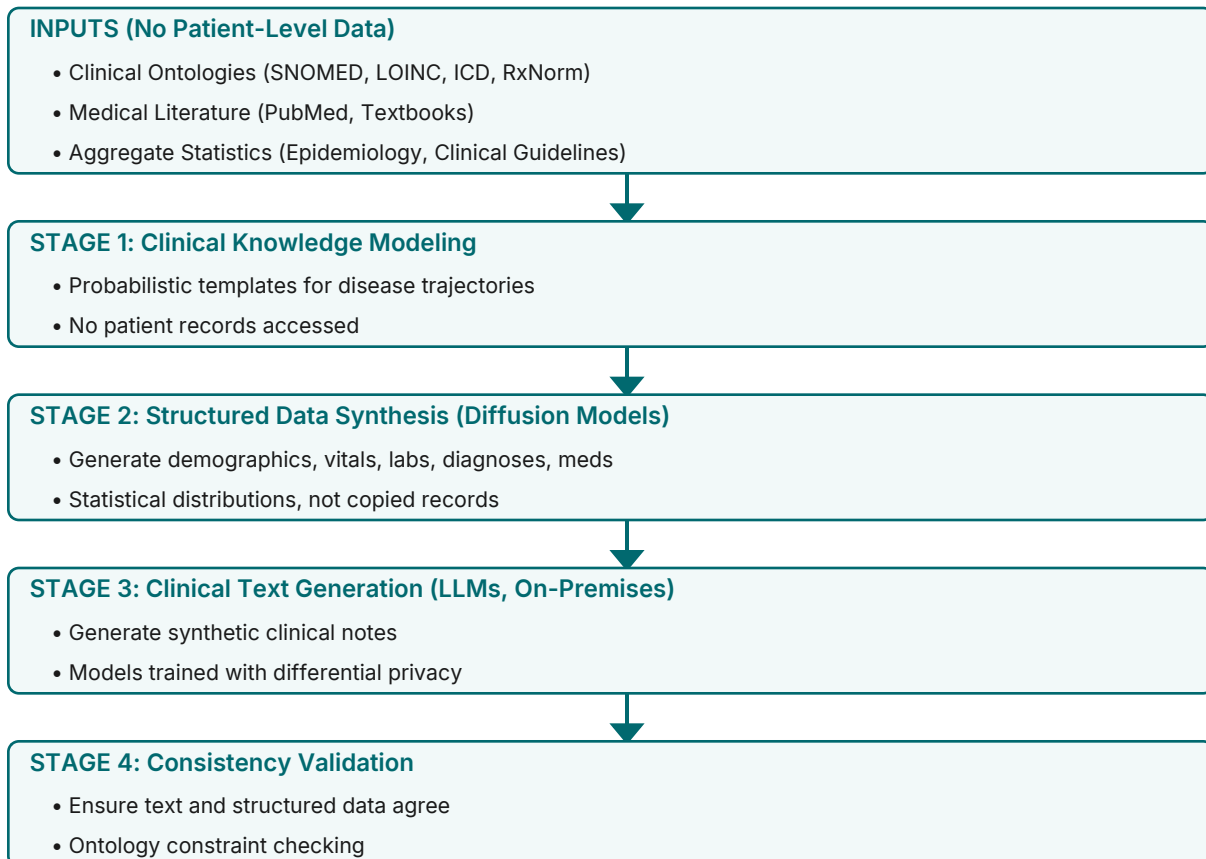 INPUTS (No Patient-Level Data)
• Clinical Ontologies (SNOMED, LOINC, ICD, RxNorm)
• Medical Literature (PubMed, Textbooks)
• Aggregate Statistics (Epidemiology, Clinical Guidelines)
STAGE 1: Clinical Knowledge Modeling
• Probabilistic templates for disease trajectories
• No patient records accessed
STAGE 2: Structured Data Synthesis (Diffusion Models)
• Generate demographics, vitals, labs, diagnoses, meds
• Statistical distributions, not copied records
STAGE 3: Clinical Text Generation (LLMs, On-Premises)
• Generate synthetic clinical notes
• Models trained with differential privacy
STAGE 4: Consistency Validation
• Ensure text and structured data agree
• Ontology constraint checking